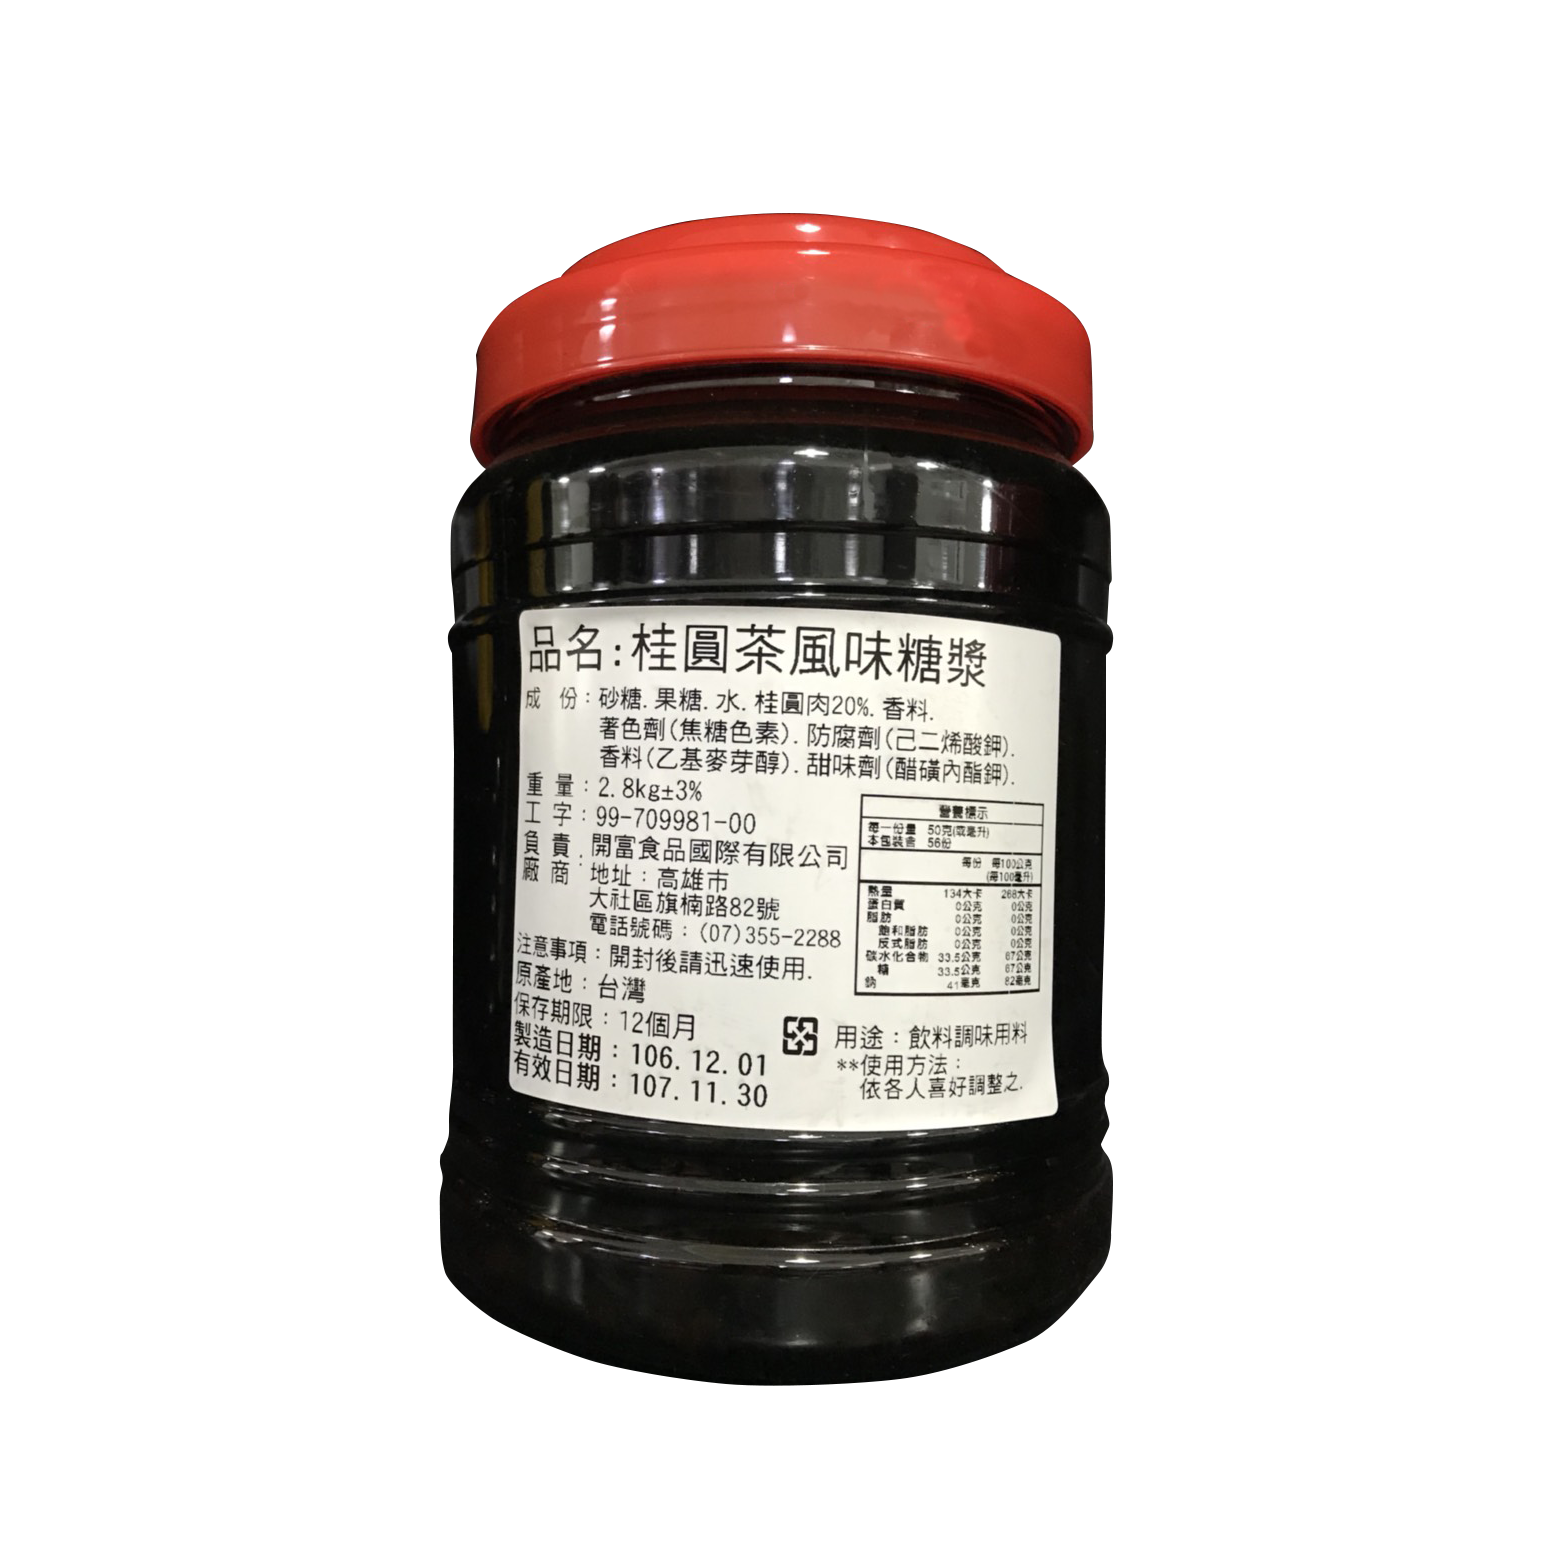 品名:桂圓茶風味糖漿
成 份:砂糖.果糖.水.桂圓肉20%.香料.
著色劑(焦糖色素).防腐劑(己二烯酸鉀).
香料(乙基麥芽醇).甜味劑(醋磺內酯鉀).
重 量:2.8kg±3%
工 字:99-709981-00
負 責 廠 商:開富食品國際有限公司
地址:高雄市
大社區旗楠路82號
電話號碼:(07)355-2288
注意事項:開封後請迅速使用.
原產地:台灣
保存期限:12個月
製造日期:106.12.01
有效日期:107.11.30
營養標示
每一份量 50克(或毫升)
本包裝含 56份
每份 每100公克
(每100毫升)
熱量 134大卡 268大卡
蛋白質 0公克 0公克
脂肪 0公克 0公克
飽和脂肪 0公克 0公克
反式脂肪 0公克 0公克
碳水化合物 33.5公克 67公克
糖 33.5公克 67公克
鈉 41毫克 82毫克
用途:飲料調味用料
**使用方法:
依各人喜好調整之.